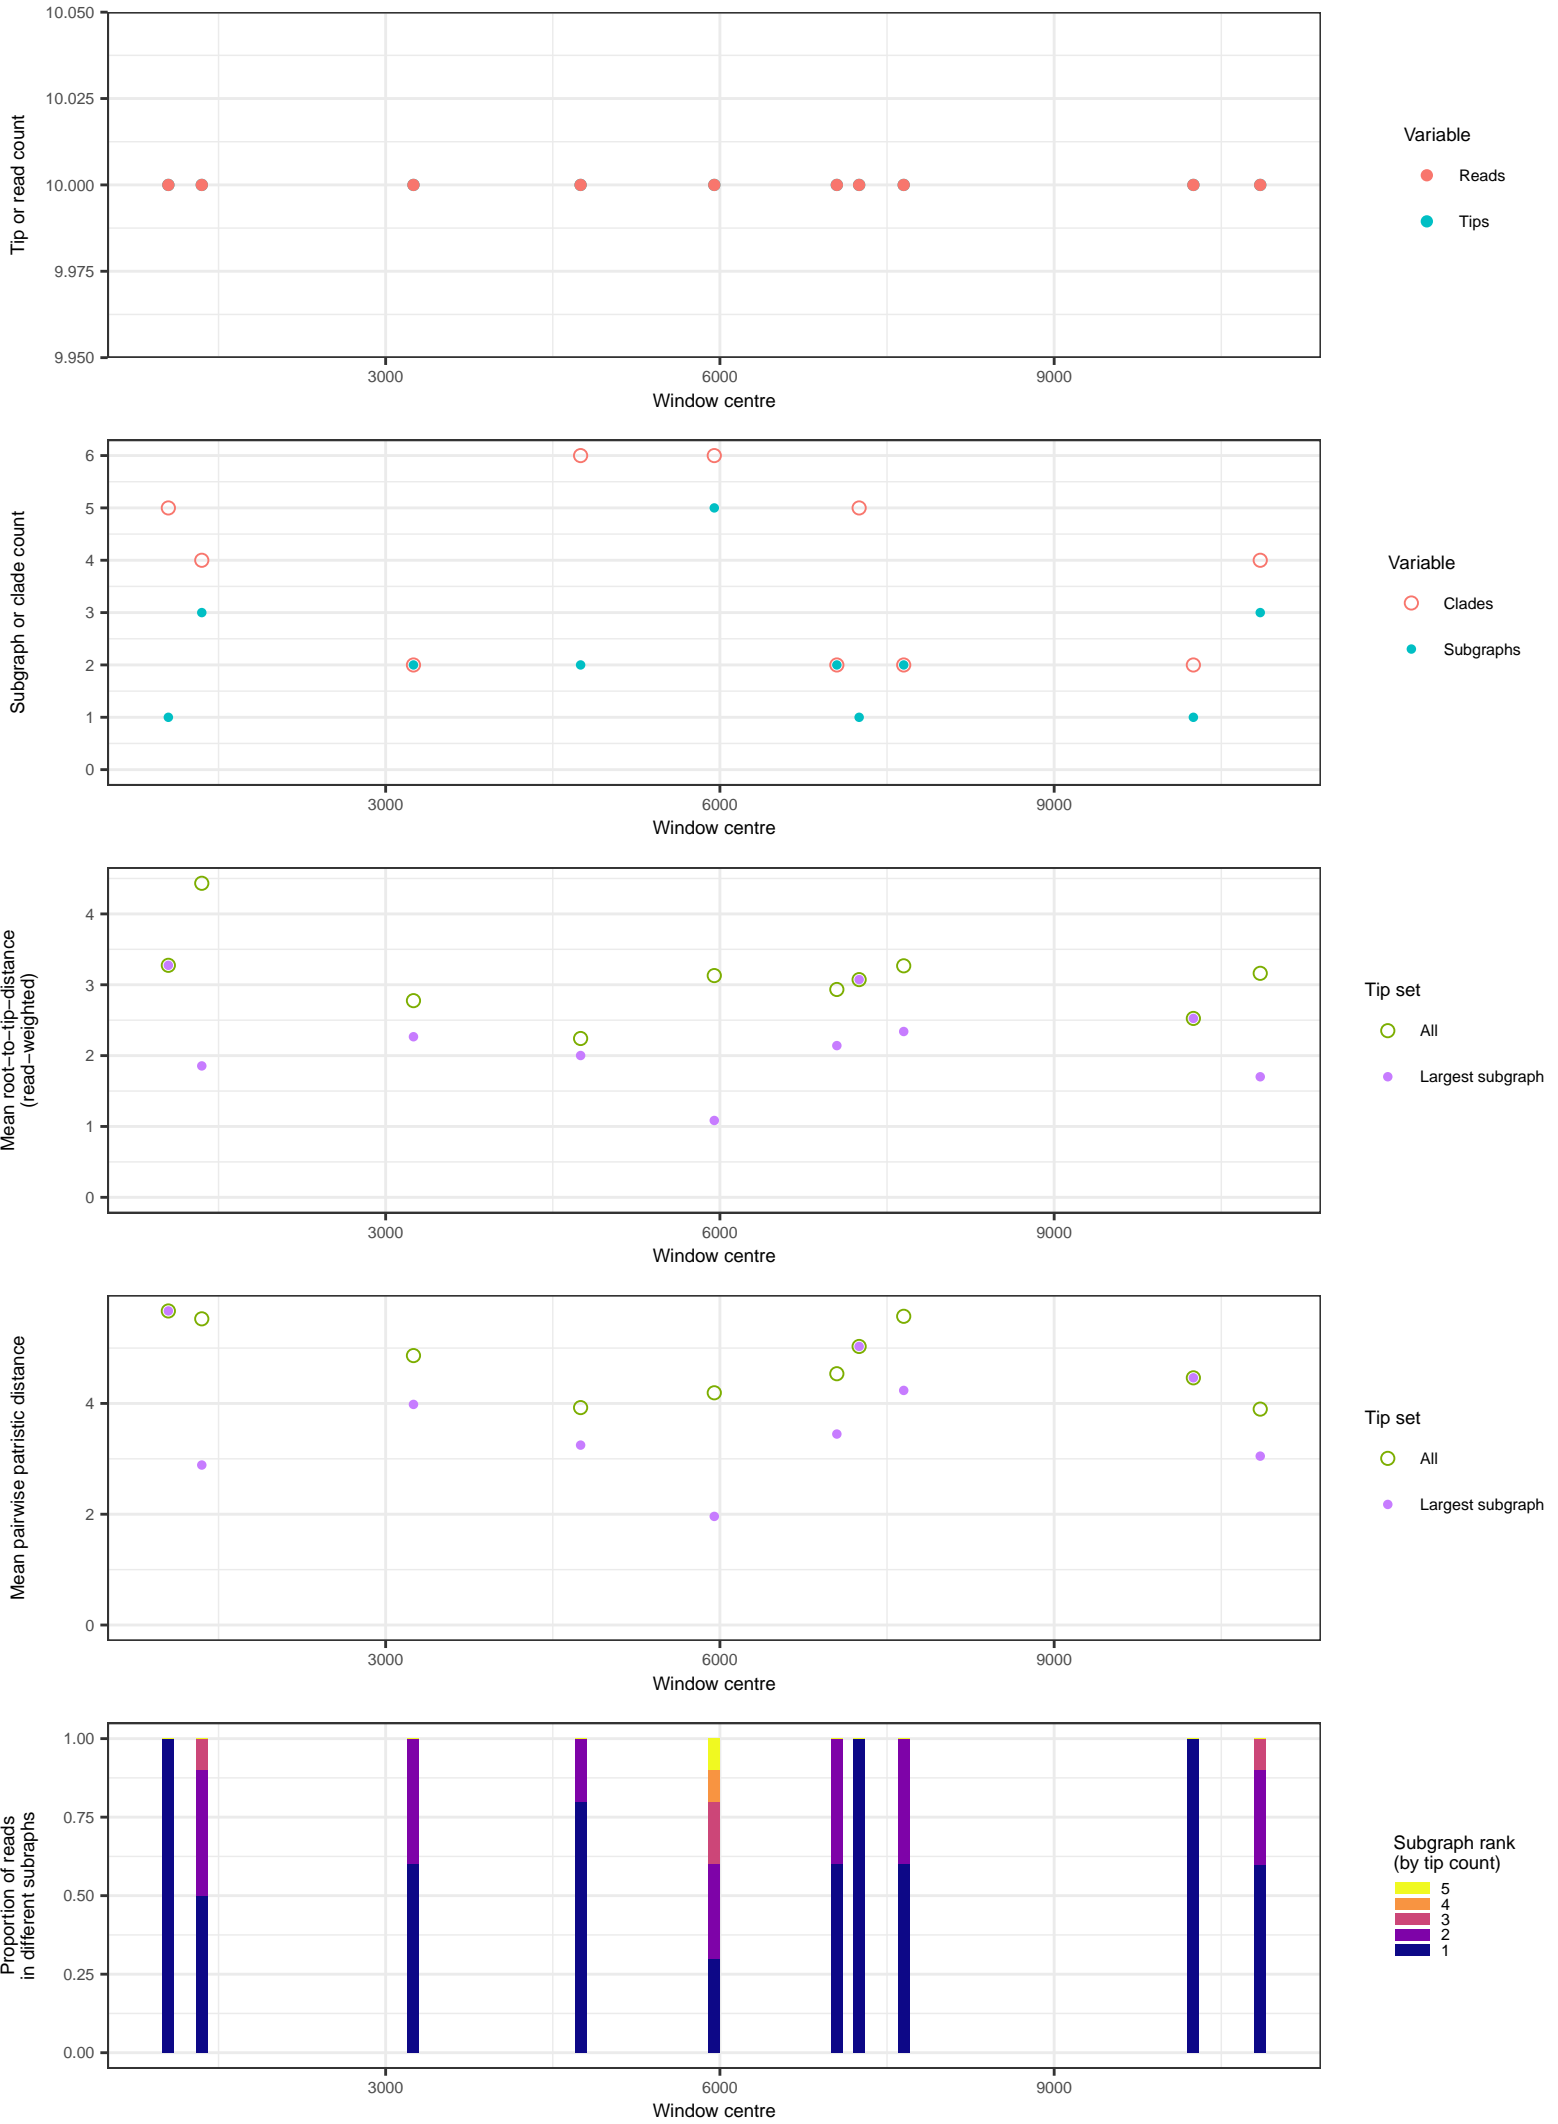 10.050
10.025
10.000
9.975
9.950
Tip or read count
3000 6000 9000
Window centre
Variable
Reads
Tips
6
5
4
3
2
1
0
Subgraph or clade count
3000 6000 9000
Window centre
Variable
Clades
Subgraphs
4
3
2
1
0
Mean root−to−tip−distance
(read−weighted)
3000 6000 9000
Window centre
Tip set
All
Largest subgraph
4
2
0
Mean pairwise patristic distance
3000 6000 9000
Window centre
Tip set
All
Largest subgraph
1.00
0.75
0.50
0.25
0.00
Proportion of reads
in different subraphs
3000 6000 9000
Window centre
Subgraph rank
(by tip count)
5
4
3
2
1